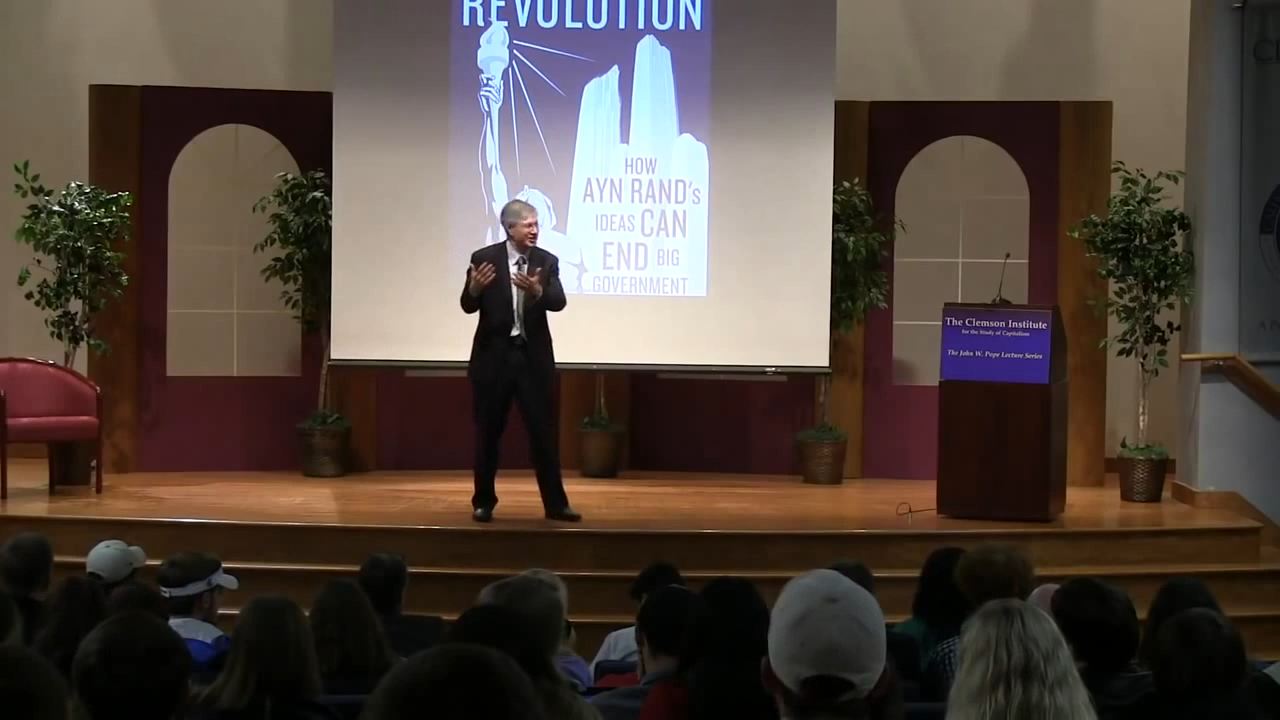 REVOLUTION
HOW
AYN RAND's
IDEAS CAN
END BIG
GOVERNMENT
The Clemson Institute
for the Study of Capitalism
The John W. Pope Lecture Series